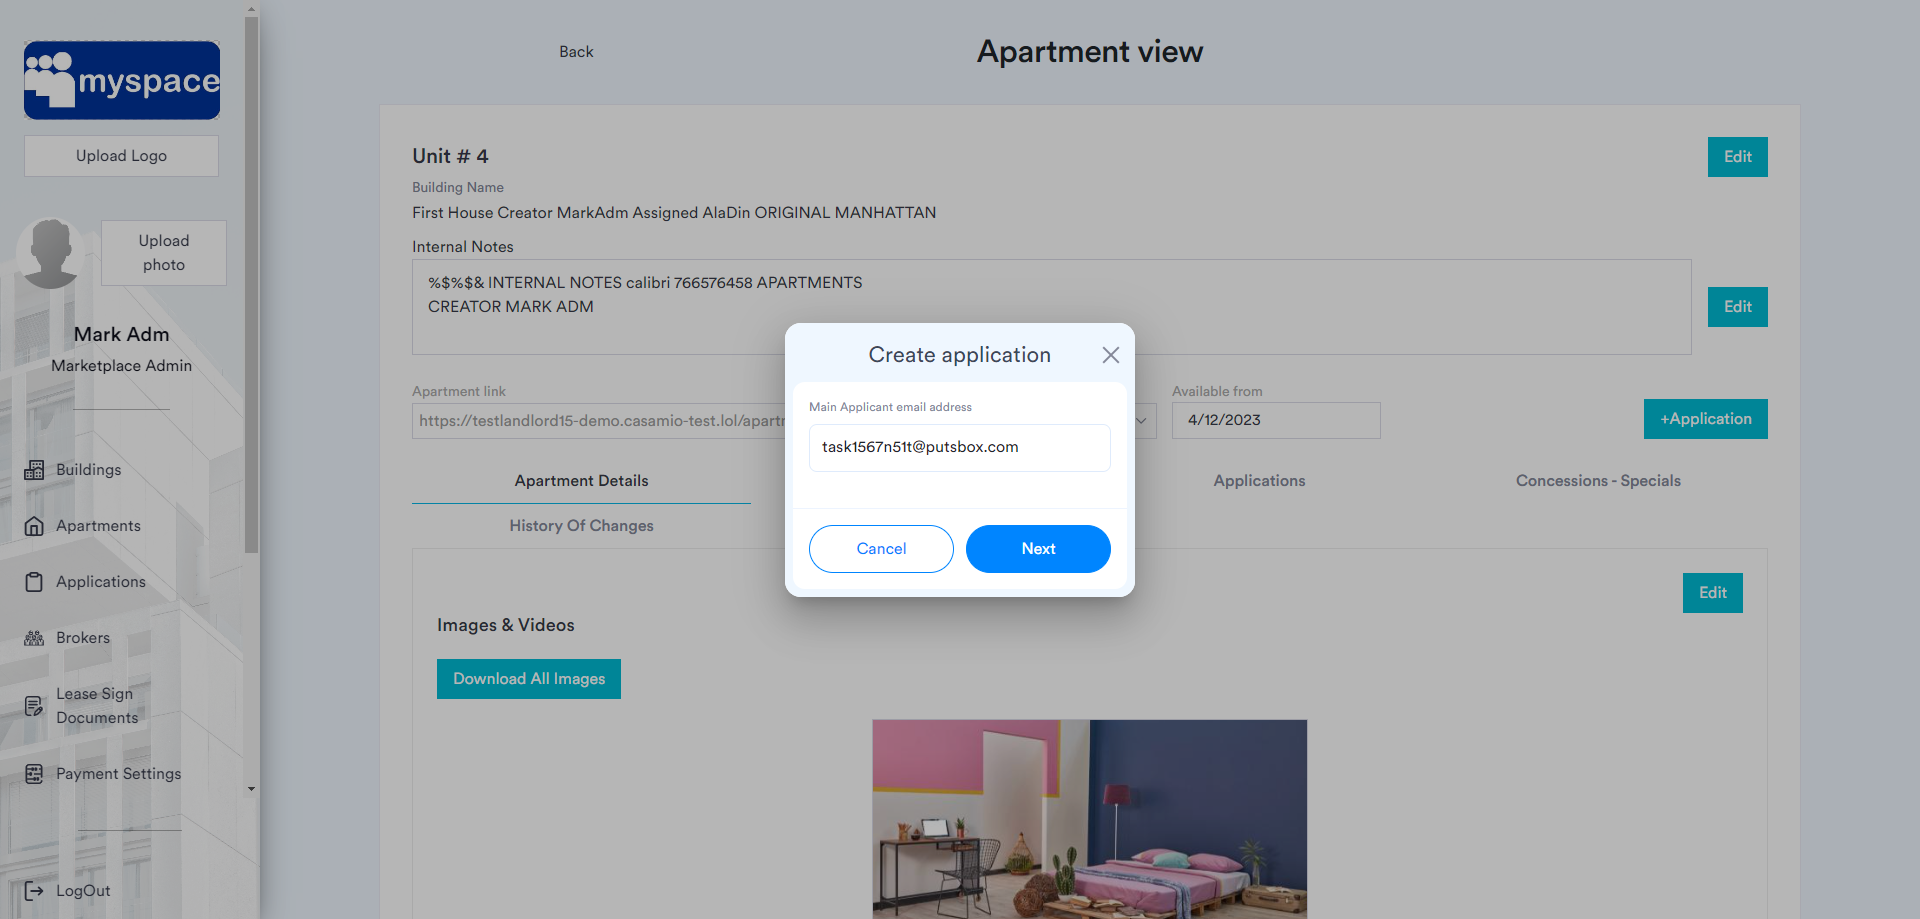 myspace
Upload Logo
Upload
photo
Mark Adm
Marketplace Admin
Buildings
Apartments
Applications
Brokers
Lease Sign
Documents
Payment Settings
LogOut
Back
Apartment view
Unit # 4
Edit
Building Name
First House Creator MarkAdm Assigned AlaDin ORIGINAL MANHATTAN
Internal Notes
%$%$& INTERNAL NOTES calibri 766576458 APARTMENTS
CREATOR MARK ADM
Edit
Apartment link
https://testlandlord15-demo.casamio-test.lol/apartm
Available from
4/12/2023
+Application
Apartment Details
Applications
Concessions - Specials
History Of Changes
Edit
Images & Videos
Download All Images
Create application
Main Applicant email address
task1567n51t@putsbox.com
Cancel
Next